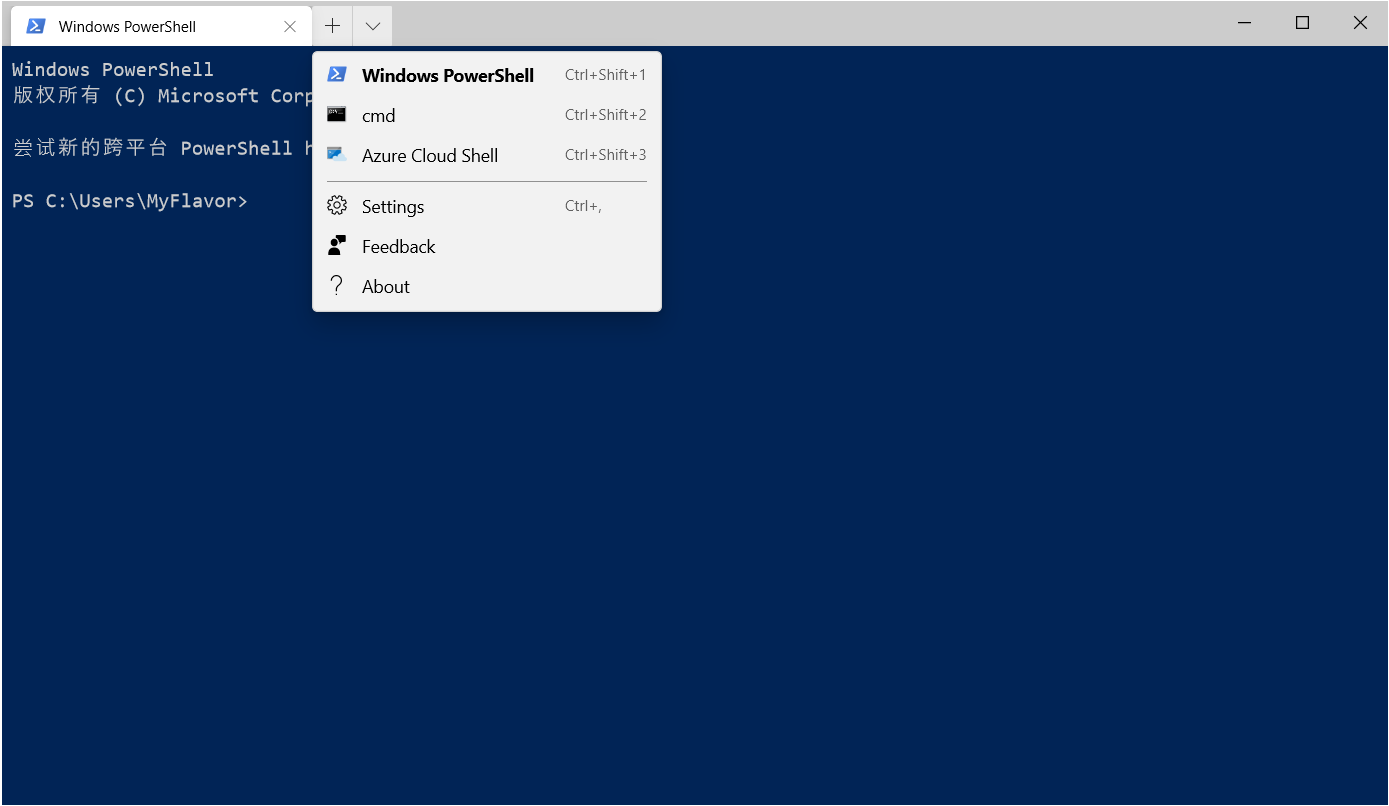 Windows PowerShell
Windows PowerShell
版权所有 (C) Microsoft
尝试新的跨平台 PowerShell
PS C:\Users\MyFlavor>
Windows PowerShell Ctrl+Shift+1
cmd Ctrl+Shift+2
Azure Cloud Shell Ctrl+Shift+3
Settings Ctrl+,
Feedback
About